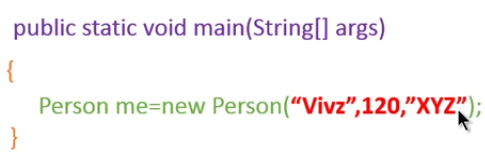 public static void main(String[] args)
{
Person me=new Person(“Vivz”,120,”XYZ”);
}